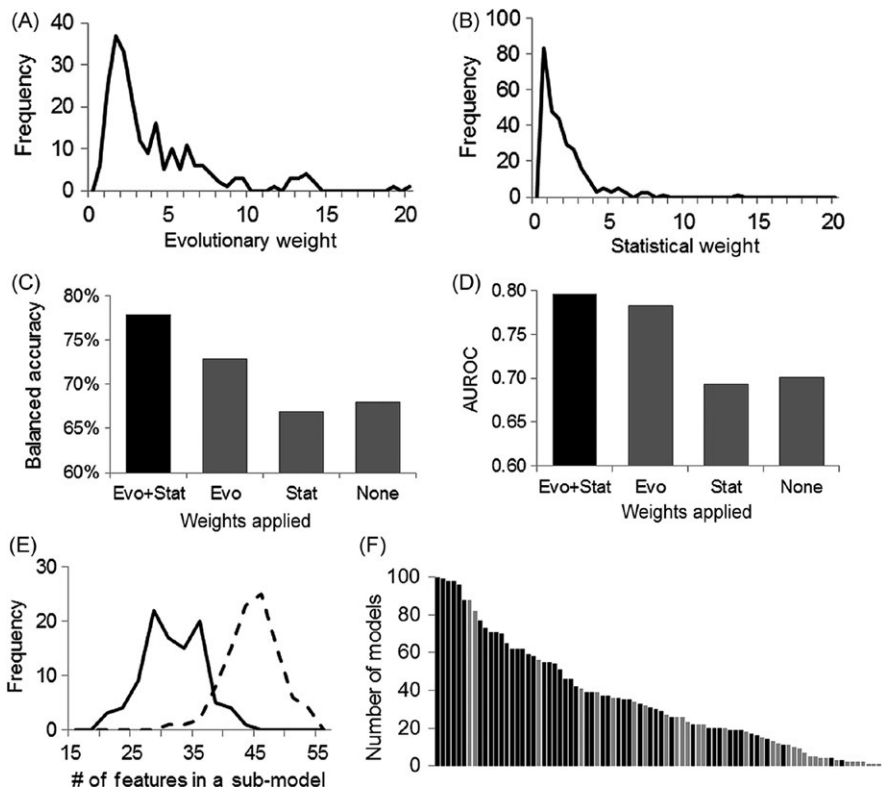 (A)
40
30
20
10
0
Frequency
0 5 10 15 20
Evolutionary weight
(B)
100
80
60
40
20
0
Frequency
0 5 10 15 20
Statistical weight
(C)
80%
75%
70%
65%
60%
Balanced accuracy
Evo+Stat Evo Stat None
Weights applied
(D)
0.80
0.75
0.70
0.65
0.60
AUROC
Evo+Stat Evo Stat None
Weights applied
(E)
30
20
10
0
Frequency
15 25 35 45 55
# of features in a sub-model
(F)
100
80
60
40
20
0
Number of models